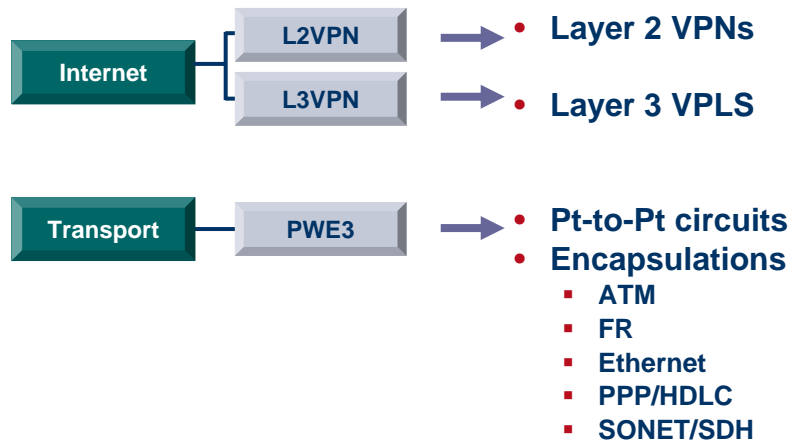 Internet
L2VPN
• Layer 2 VPNs
L3VPN
• Layer 3 VPLS
Transport
PWE3
• Pt-to-Pt circuits
• Encapsulations
▪ ATM
▪ FR
▪ Ethernet
▪ PPP/HDLC
▪ SONET/SDH